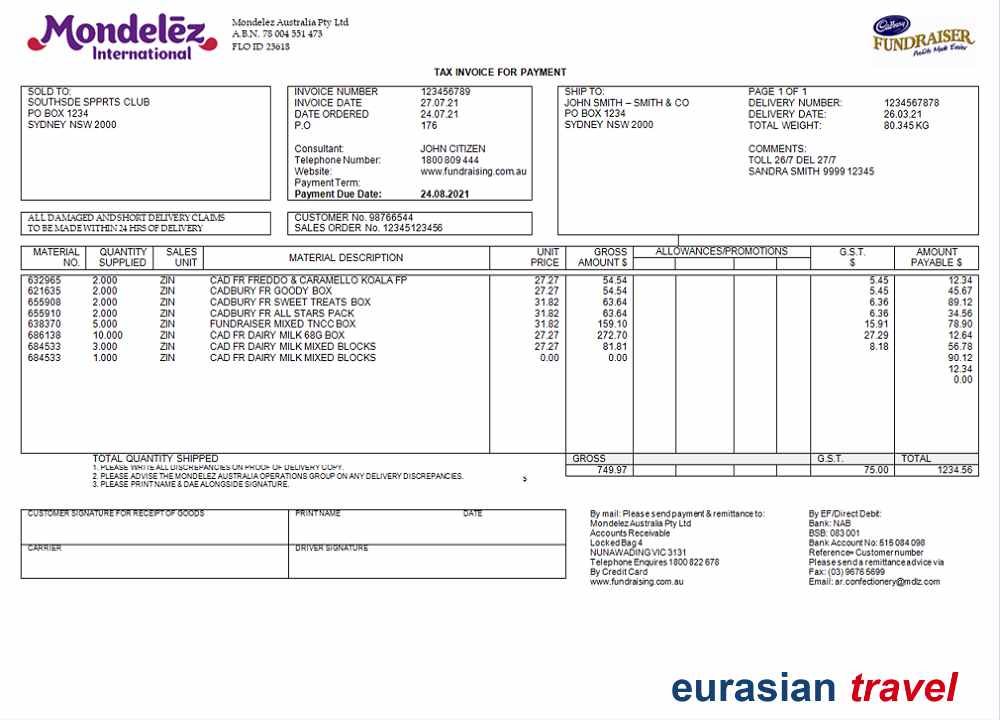 Mondelēz
International
Mondelez Australia Pty Ltd
A.B.N. 78 004 551 473
FLO ID 23618
Cadbury
FUNDRAISER
Profits Made Easier
TAX INVOICE FOR PAYMENT
SOLD TO:
SOUTHSDE SPPRTS CLUB
PO BOX 1234
SYDNEY NSW 2000
INVOICE NUMBER 123456789
INVOICE DATE 27.07.21
DATE ORDERED 24.07.21
P.O 176
Consultant: JOHN CITIZEN
Telephone Number: 1800 809 444
Website: www.fundraising.com.au
Payment Term:
Payment Due Date: 24.08.2021
SHIP TO:
JOHN SMITH – SMITH & CO
PO BOX 1234
SYDNEY NSW 2000
PAGE 1 OF 1
DELIVERY NUMBER: 1234567878
DELIVERY DATE: 26.03.21
TOTAL WEIGHT: 80.345 KG
COMMENTS:
TOLL 26/7 DEL 27/7
SANDRA SMITH 9999 12345
ALL DAMAGED AND SHORT DELIVERY CLAIMS
TO BE MADE WITHIN 24 HRS OF DELIVERY
CUSTOMER No. 98766544
SALES ORDER No. 12345123456
MATERIAL NO. QUANTITY SUPPLIED SALES UNIT MATERIAL DESCRIPTION UNIT PRICE GROSS AMOUNT $ ALLOWANCES/PROMOTIONS G.S.T. $ AMOUNT PAYABLE $
632965 2.000 ZIN CAD FR FREDDO & CARAMELLO KOALA FP 27.27 54.54 5.45 12.34
621635 2.000 ZIN CADBURY FR GOODY BOX 27.27 54.54 5.45 45.67
655908 2.000 ZIN CADBURY FR SWEET TREATS BOX 31.82 63.64 6.36 89.12
655910 2.000 ZIN CADBURY FR ALL STARS PACK 31.82 63.64 6.36 34.56
638370 5.000 ZIN FUNDRAISER MIXED TNCC BOX 31.82 159.10 15.91 78.90
686138 10.000 ZIN CAD FR DAIRY MILK 68G BOX 27.27 272.70 27.29 12.64
684533 3.000 ZIN CAD FR DAIRY MILK MIXED BLOCKS 27.27 81.81 8.18 56.78
684533 1.000 ZIN CAD FR DAIRY MILK MIXED BLOCKS 0.00 0.00 90.12
12.34
0.00
TOTAL QUANTITY SHIPPED
1. PLEASE WRITE ALL DISCREPANCIES ON PROOF OF DELIVERY COPY.
2. PLEASE ADVISE THE MONDELEZ AUSTRALIA OPERATIONS GROUP ON ANY DELIVERY DISCREPANCIES.
3. PLEASE PRINT NAME & DAE ALONGSIDE SIGNATURE.
$
GROSS G.S.T. TOTAL
749.97 75.00 1234.56
CUSTOMER SIGNATURE FOR RECEIPT OF GOODS PRINT NAME DATE
CARRIER DRIVER SIGNATURE
By mail: Please send payment & remittance to:
Mondelez Australia Pty Ltd
Accounts Receivable
Locked Bag 4
NUNAWADING VIC 3131
Telephone Enquires 1800 822 678
By Credit Card
www.fundraising.com.au
By EF/Direct Debit:
Bank: NAB
BSB: 083 001
Bank Account No: 515 084 098
Reference= Customer number
Please send a remittance advice via
Fax: (03) 9676 5699
Email: ar.confectionery@mdlz.com
eurasian travel